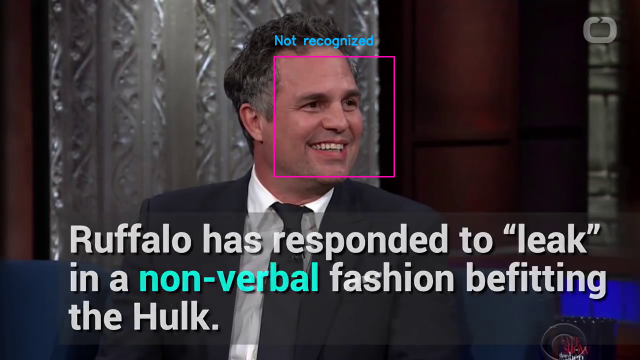 Not recognized
Ruffalo has responded to “leak”
in a non-verbal fashion befitting
the Hulk.